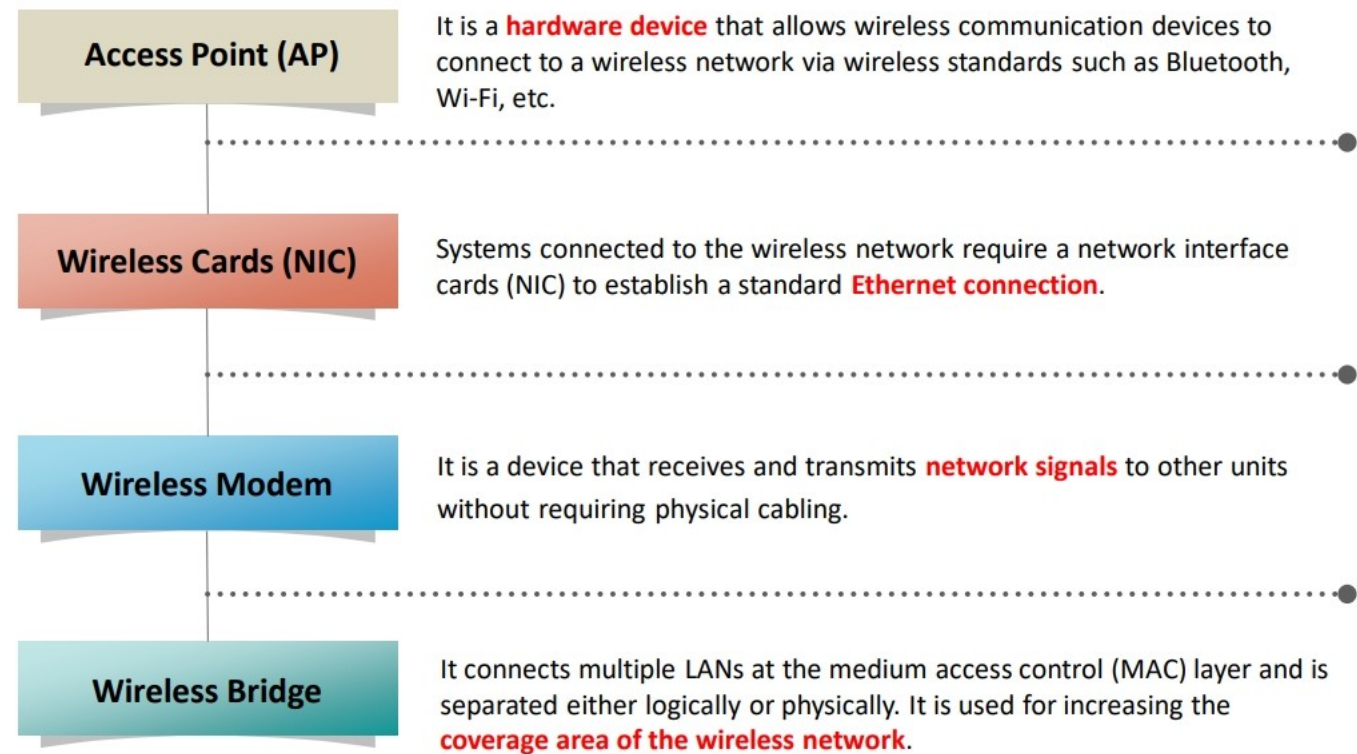 Access Point (AP)
It is a hardware device that allows wireless communication devices to
connect to a wireless network via wireless standards such as Bluetooth,
Wi-Fi, etc.
Wireless Cards (NIC)
Systems connected to the wireless network require a network interface
cards (NIC) to establish a standard Ethernet connection.
Wireless Modem
It is a device that receives and transmits network signals to other units
without requiring physical cabling.
Wireless Bridge
It connects multiple LANs at the medium access control (MAC) layer and is
separated either logically or physically. It is used for increasing the
coverage area of the wireless network.